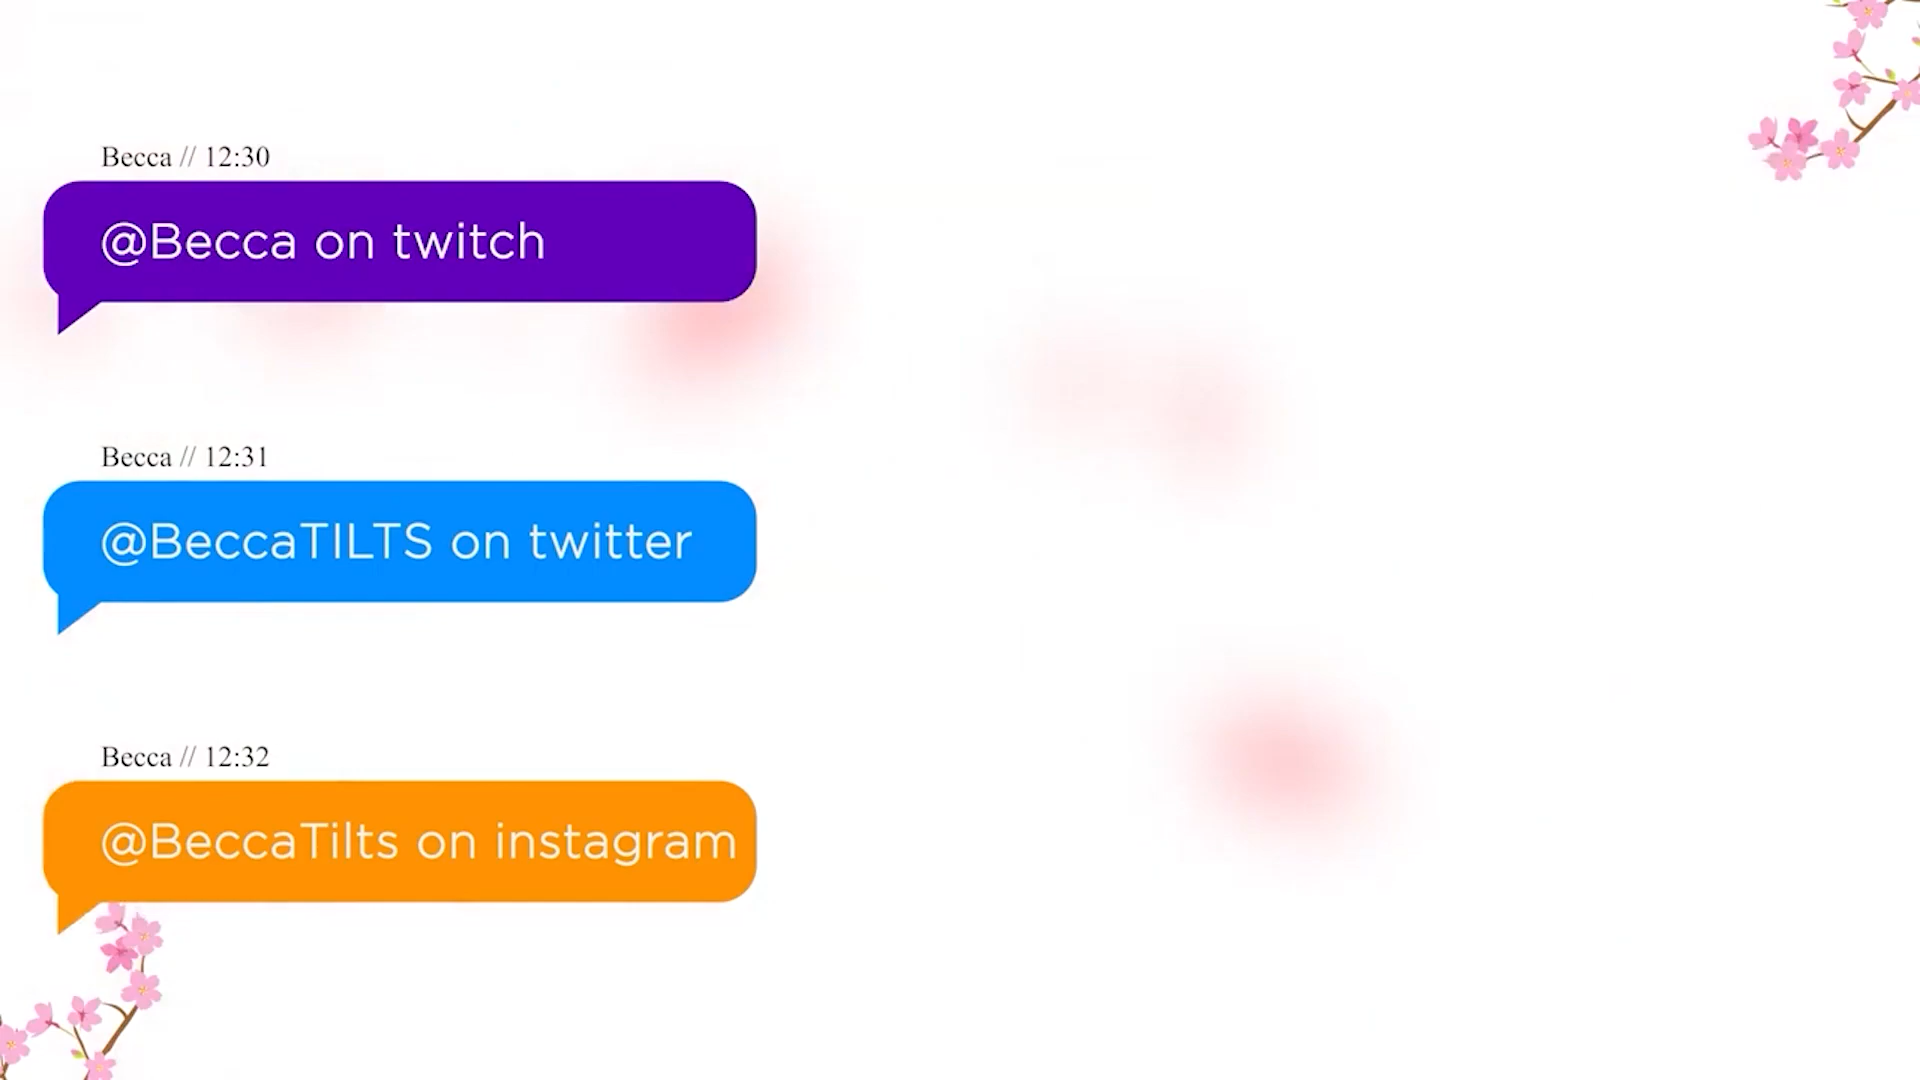 Becca // 12:30
@Becca on twitch
Becca // 12:31
@BeccaTILTS on twitter
Becca // 12:32
@BeccaTilts on instagram